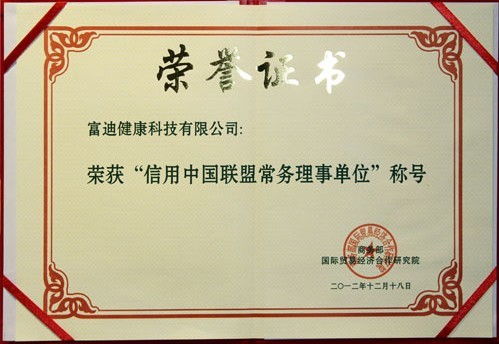 荣誉证书
富迪健康科技有限公司:
荣获“信用中国联盟常务理事单位”称号
商务部
国际贸易经济合作研究院
二〇一二年十二月十八日